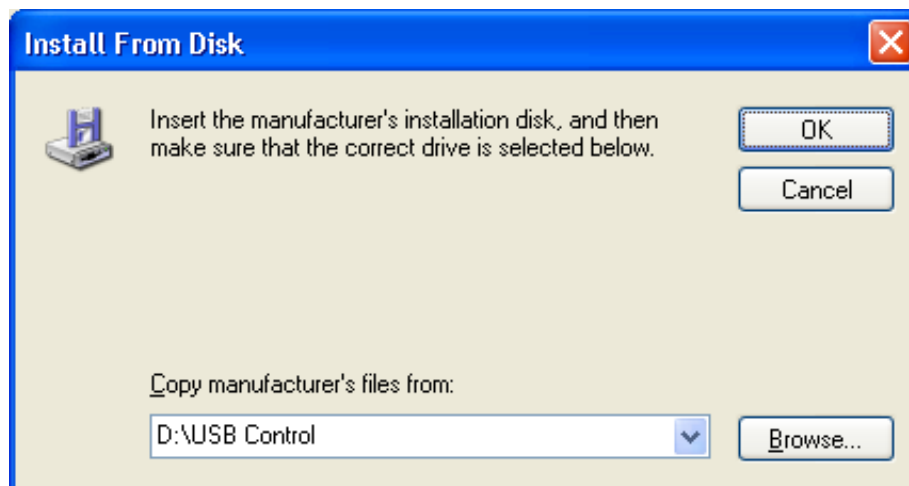 Install From Disk
Insert the manufacturer's installation disk, and then
make sure that the correct drive is selected below.
OK
Cancel
Copy manufacturer's files from:
D:\USB Control
Browse...